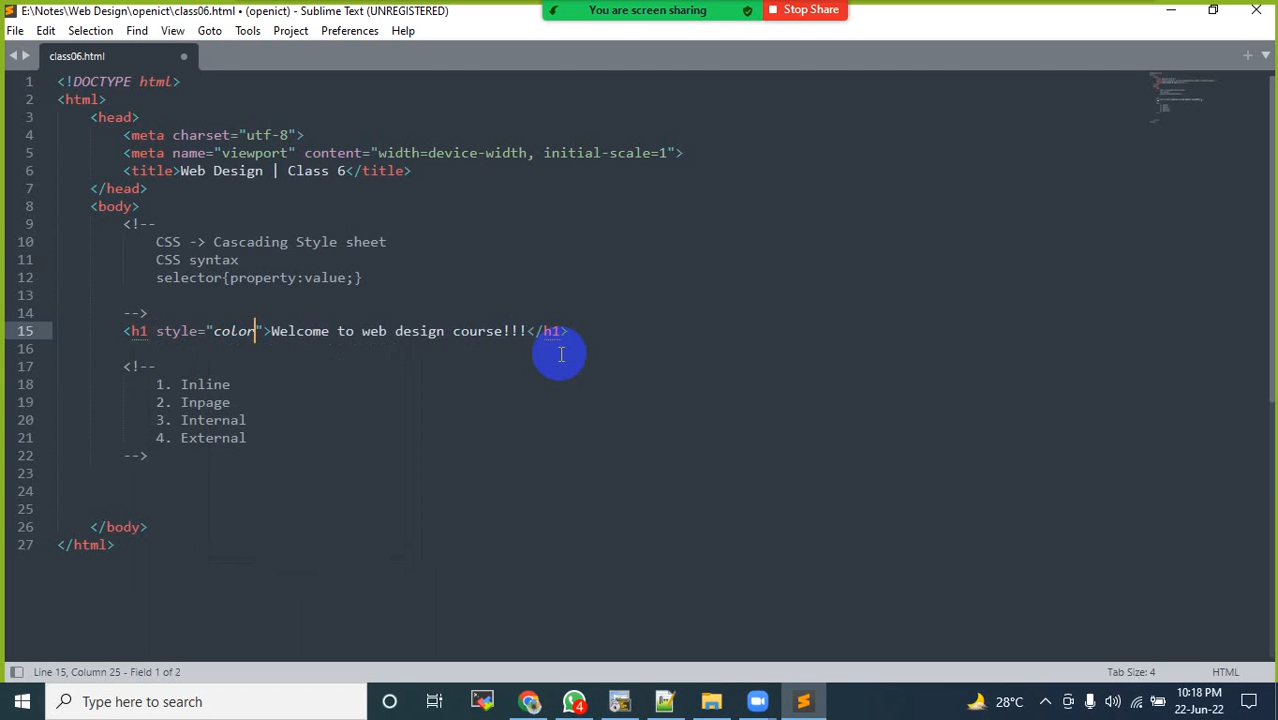 E:\Notes\Web Design\openict\class06.html • (openict) - Sublime Text (UNREGISTERED)
You are screen sharing
Stop Share
File Edit Selection Find View Goto Tools Project Preferences Help
class06.html
1 <!DOCTYPE html>
2 <html>
3 <head>
4 <meta charset="utf-8">
5 <meta name="viewport" content="width=device-width, initial-scale=1">
6 <title>Web Design | Class 6</title>
7 </head>
8 <body>
9 <!--
10 CSS -> Cascading Style sheet
11 CSS syntax
12 selector{property:value;}
13
14 -->
15 <h1 style="color">Welcome to web design course!!!</h1>
16
17 <!--
18 1. Inline
19 2. Inpage
20 3. Internal
21 4. External
22 -->
23
24
25
26 </body>
27 </html>
Line 15, Column 25 - Field 1 of 2
Tab Size: 4
HTML
Type here to search
4
28°C
10:18 PM
22-Jun-22